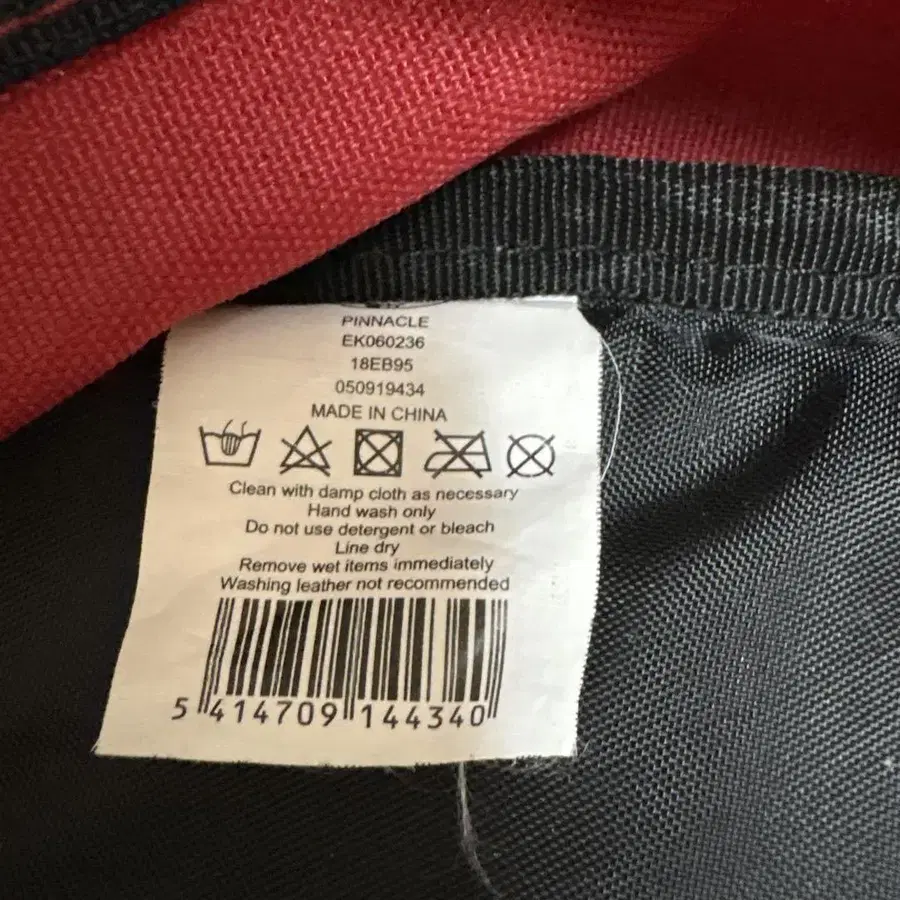 PINNACLE
EK060236
18EB95
050919434
MADE IN CHINA
Clean with damp cloth as necessary
Hand wash only
Do not use detergent or bleach
Line dry
Remove wet items immediately
Washing leather not recommended
5 414709 144340